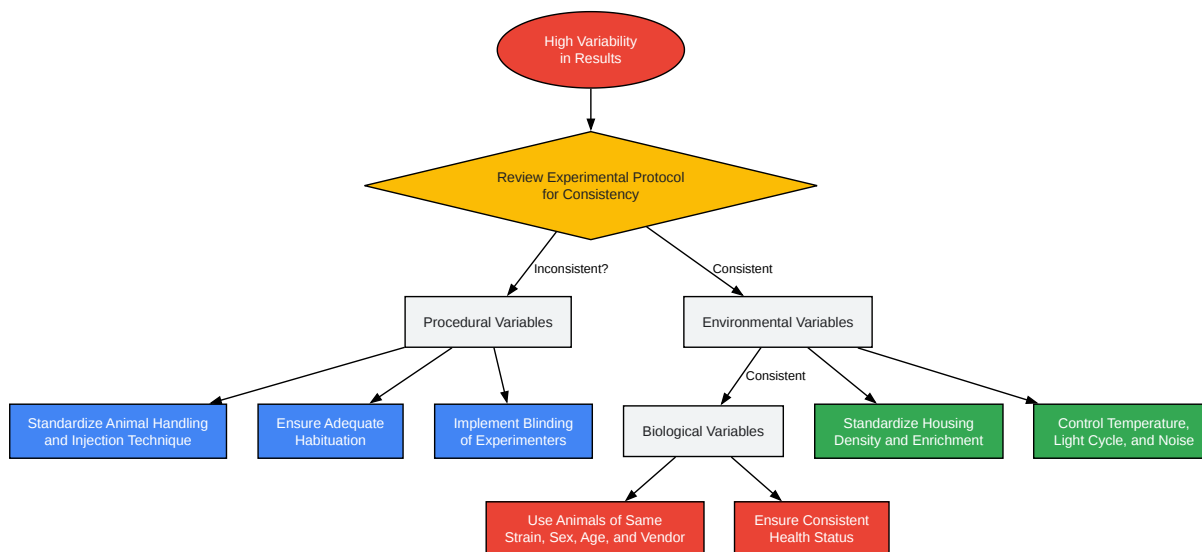 High Variability
in Results
Review Experimental Protocol
for Consistency
Inconsistent?
Consistent
Procedural Variables
Environmental Variables
Consistent
Standardize Animal Handling
and Injection Technique
Ensure Adequate
Habituation
Implement Blinding
of Experimenters
Biological Variables
Standardize Housing
Density and Enrichment
Control Temperature,
Light Cycle, and Noise
Use Animals of Same
Strain, Sex, Age, and Vendor
Ensure Consistent
Health Status